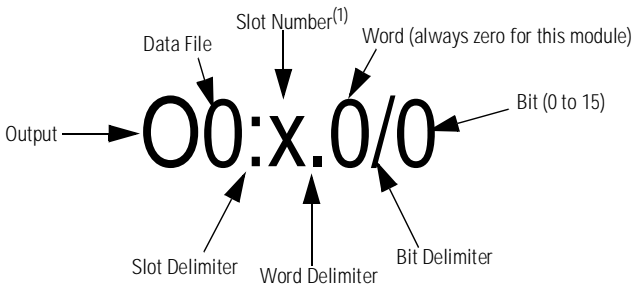 Slot Number(1)
Data File
Word (always zero for this module)
Bit (0 to 15)
Output
O0:x.0/0
Slot Delimiter
Word Delimiter
Bit Delimiter